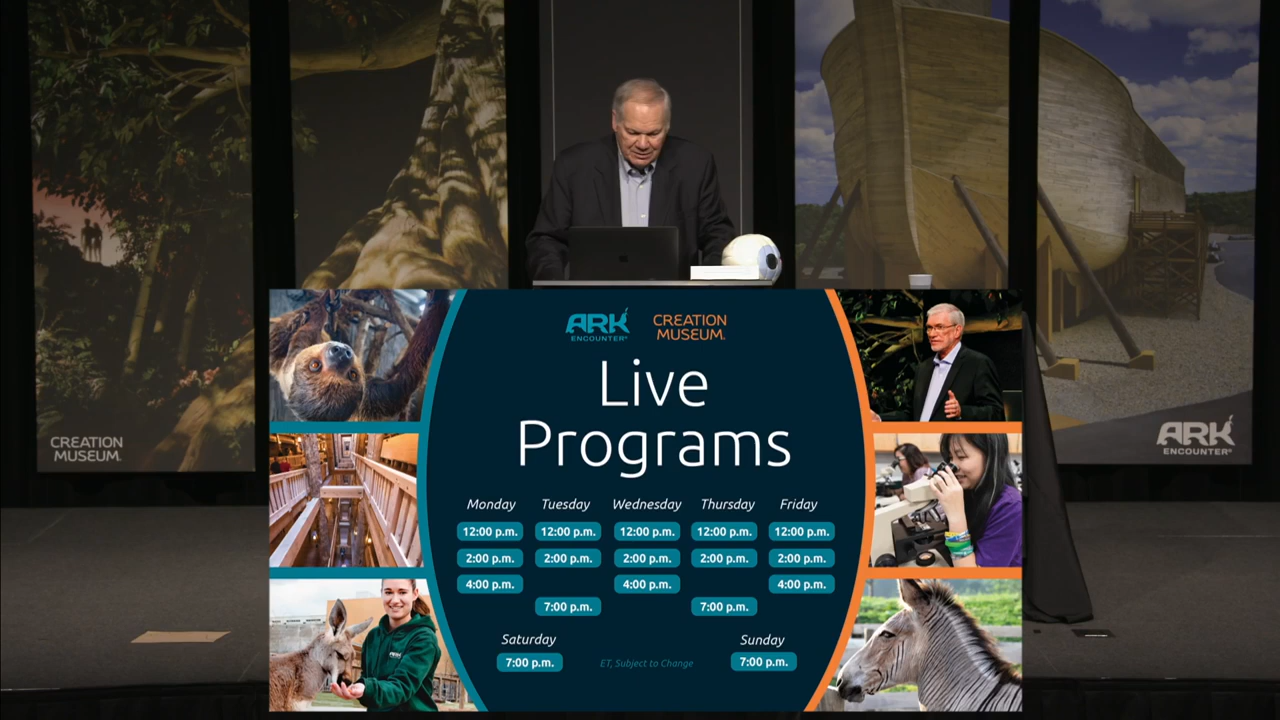 CREATION
MUSEUM.
ARK
ENCOUNTER®
ARK
ENCOUNTER®
CREATION
MUSEUM.
Live
Programs
Monday Tuesday Wednesday Thursday Friday
12:00 p.m. 12:00 p.m. 12:00 p.m. 12:00 p.m. 12:00 p.m.
2:00 p.m. 2:00 p.m. 2:00 p.m. 2:00 p.m. 2:00 p.m.
4:00 p.m. 4:00 p.m. 4:00 p.m.
7:00 p.m. 7:00 p.m.
Saturday Sunday
7:00 p.m. ET, Subject to Change 7:00 p.m.